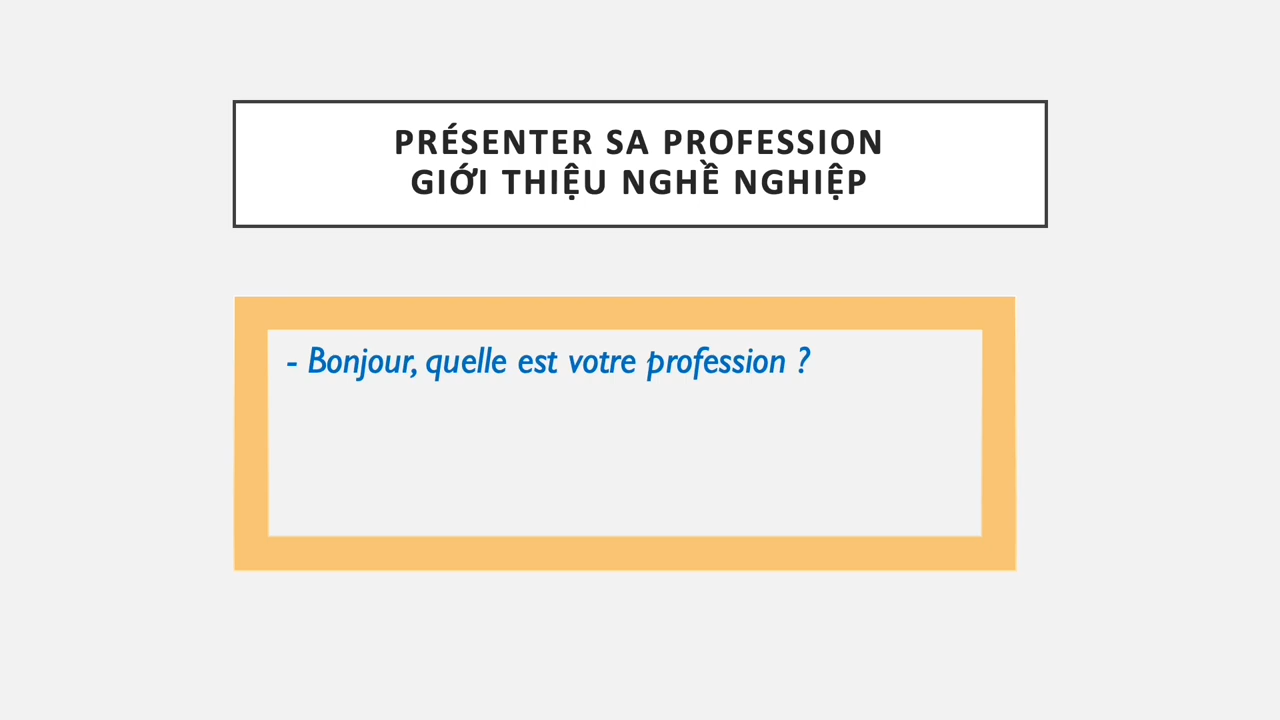 PRÉSENTER SA PROFESSION
GIỚI THIỆU NGHỀ NGHIỆP
- Bonjour, quelle est votre profession ?